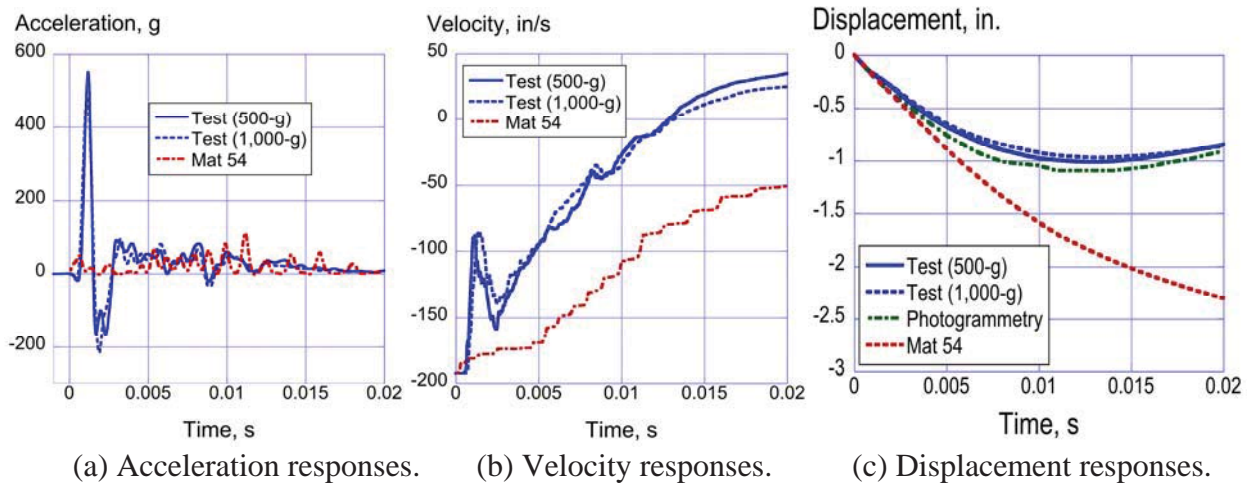 Acceleration, g
600
400
200
0
-200
Test (500-g)
Test (1,000-g)
Mat 54
0
0.005
0.01
0.015
0.02
Time, s
(a) Acceleration responses.
Velocity, in/s
50
0
-50
-100
-150
-200
Test (500-g)
Test (1,000-g)
Mat 54
0
0.005
0.01
0.015
0.02
Time, s
(b) Velocity responses.
Displacement, in.
0
-0.5
-1
-1.5
-2
-2.5
-3
Test (500-g)
Test (1,000-g)
Photogrammetry
Mat 54
0
0.005
0.01
0.015
0.02
Time, s
(c) Displacement responses.